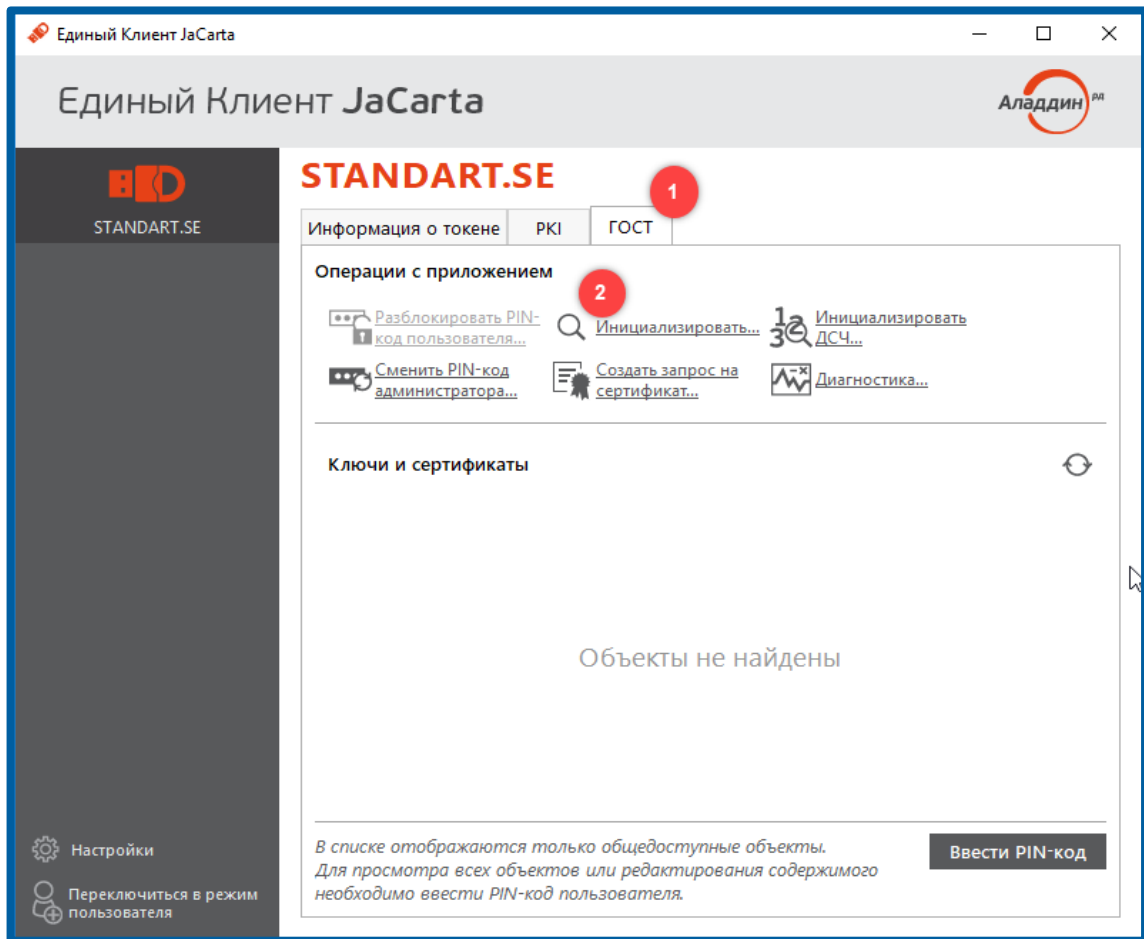 Единый Клиент JaCarta
Единый Клиент JaCarta
Аладдин РД
STANDART.SE
STANDART.SE
1
Информация о токене
PKI
ГОСТ
Операции с приложением
2
Разблокировать PIN-
код пользователя...
Инициализировать...
Инициализировать
ДСЧ...
Сменить PIN-код
администратора...
Создать запрос на
сертификат...
Диагностика...
Ключи и сертификаты
Объекты не найдены
В списке отображаются только общедоступные объекты.
Для просмотра всех объектов или редактирования содержимого
необходимо ввести PIN-код пользователя.
Ввести PIN-код
Настройки
Переключиться в режим
пользователя